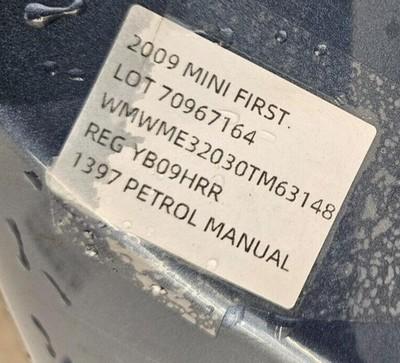 2009 MINI FIRST
LOT 70967164
WMWME32030TM63148
REG YB09HRR
1397 PETROL MANUAL